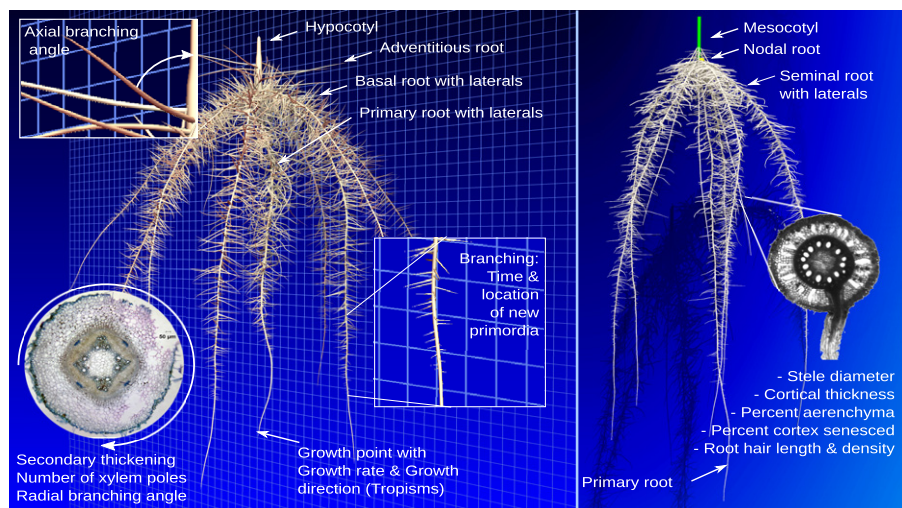 Axial branching
angle
Hypocotyl
Adventitious root
Basal root with laterals
Primary root with laterals
Branching:
Time &
location
of new
primordia
50 µm
Secondary thickening
Number of xylem poles
Radial branching angle
Growth point with
Growth rate & Growth
direction (Tropisms)
Mesocotyl
Nodal root
Seminal root
with laterals
- Stele diameter
- Cortical thickness
- Percent aerenchyma
- Percent cortex senesced
- Root hair length & density
Primary root